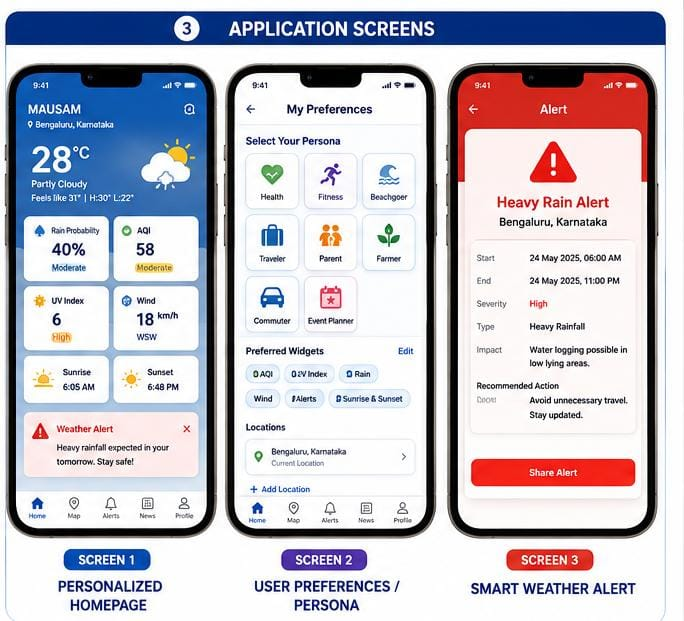 3 APPLICATION SCREENS
9:41
MAUSAM
Bengaluru, Karnataka
28°C
Partly Cloudy
Feels like 31° | H:30° L:22°
Rain Probability
40%
Moderate
AQI
58
Moderate
UV Index
6
High
Wind
18 km/h
WSW
Sunrise
6:05 AM
Sunset
6:48 PM
Weather Alert
Heavy rainfall expected in your
tomorrow. Stay safe!
Home Map Alerts News Profile
SCREEN 1
PERSONALIZED
HOMEPAGE
9:41
My Preferences
Select Your Persona
Health Fitness Beachgoer
Traveler Parent Farmer
Commuter Event Planner
Preferred Widgets Edit
AQI UV Index Rain
Wind Alerts Sunrise & Sunset
Locations
Bengaluru, Karnataka
Current Location
+ Add Location
Home Map Alerts News Profile
SCREEN 2
USER PREFERENCES /
PERSONA
9:41
Alert
Heavy Rain Alert
Bengaluru, Karnataka
Start 24 May 2025, 06:00 AM
End 24 May 2025, 11:00 PM
Severity High
Type Heavy Rainfall
Impact Water logging possible in
low lying areas.
Recommended Action
Avoid unnecessary travel.
Stay updated.
Share Alert
SCREEN 3
SMART WEATHER ALERT